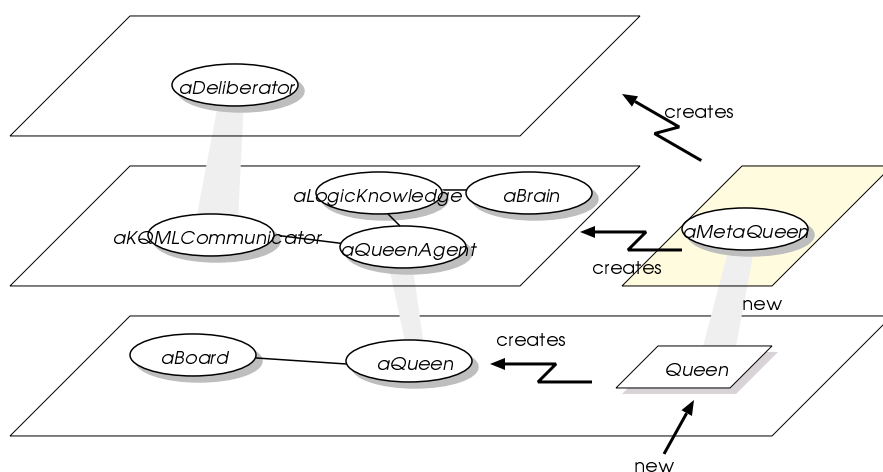 aDeliberator
creates
aLogicKnowledge
aBrain
aKQMLCommunicator
aQueenAgent
aMetaQueen
creates
new
aBoard
aQueen
creates
Queen
new